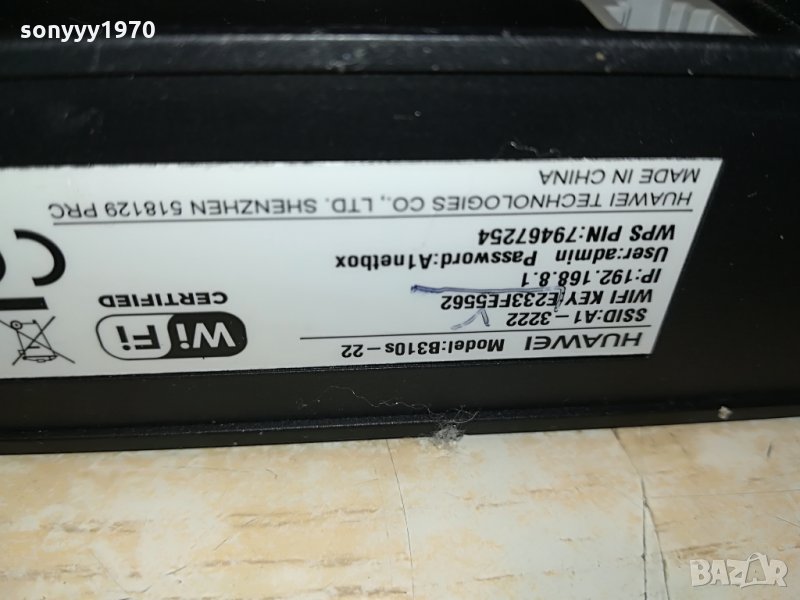 sonyyy1970
HUAWEI Model:B310s-22
SSID:A1-3222
WIFI KEY:E233FE5562
IP:192.168.8.1
User:admin Password:A1netbox
WPS PIN:79467254
HUAWEI TECHNOLOGIES CO., LTD. SHENZHEN 518129 PRC
MADE IN CHINA
Wi Fi
CERTIFIED
BAZAR